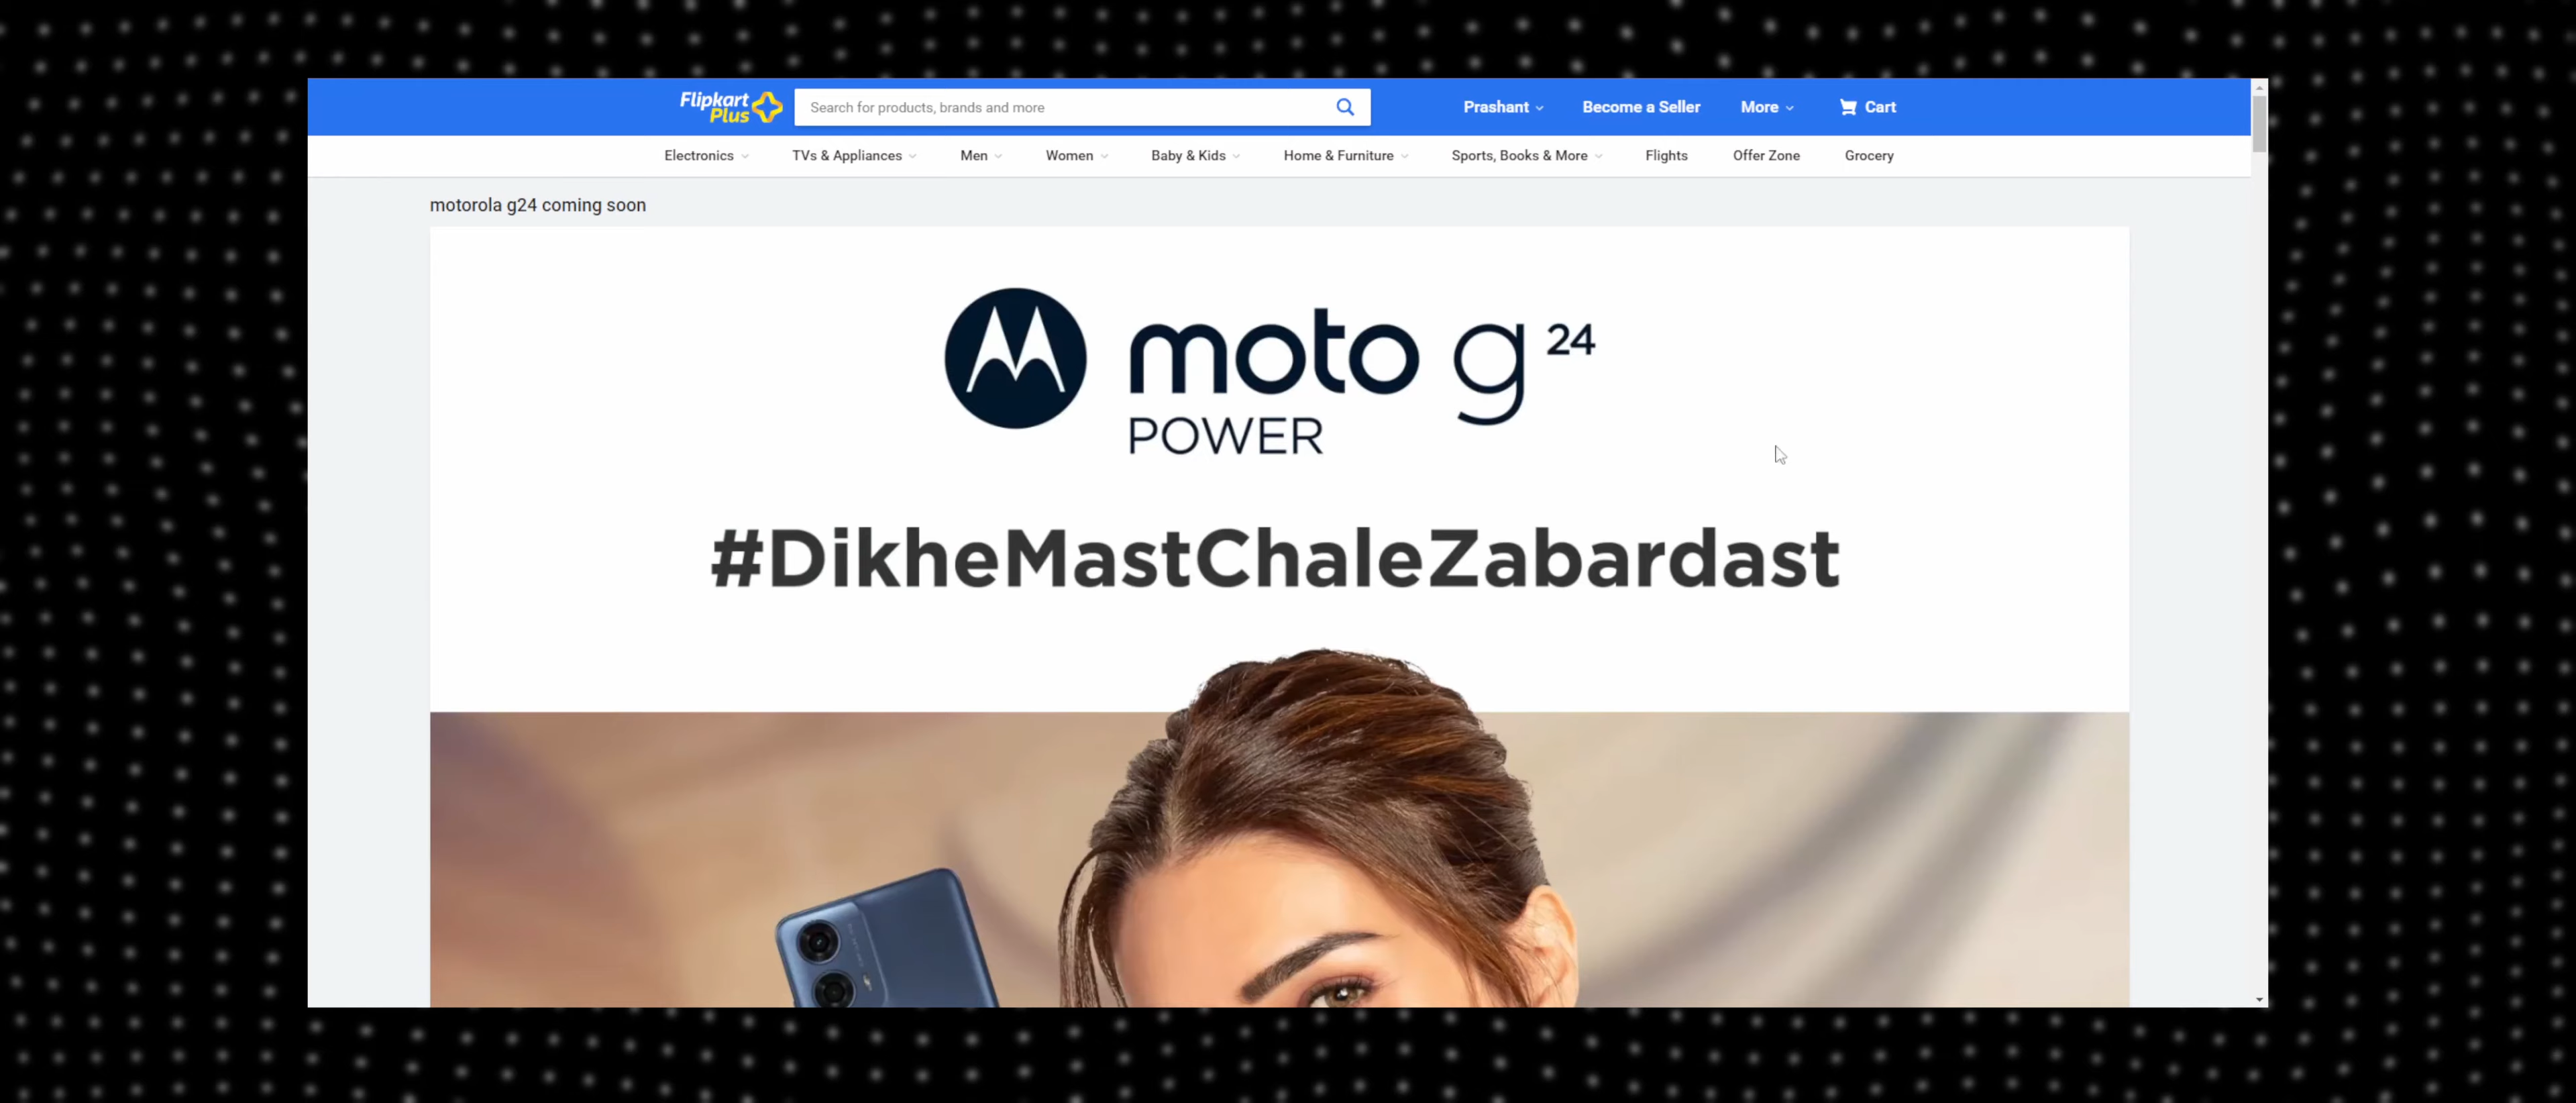 Flipkart
Plus
Search for products, brands and more
Prashant
Become a Seller
More
Cart
Electronics
TVs & Appliances
Men
Women
Baby & Kids
Home & Furniture
Sports, Books & More
Flights
Offer Zone
Grocery
motorola g24 coming soon
moto g 24
POWER
#DikheMastChaleZabardast